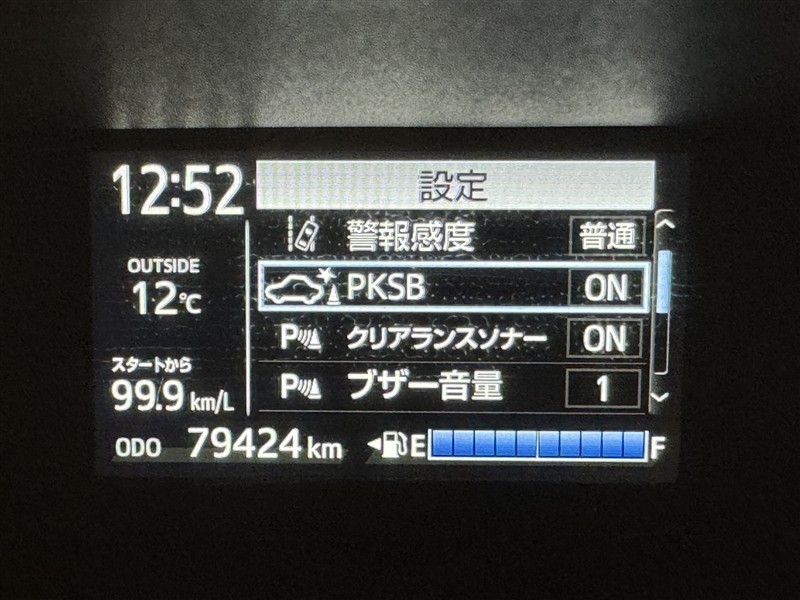 12:52
設定
警報感度 普通
OUTSIDE
12℃
PKSB ON
P クリアランスソナー ON
スタートから
99.9 km/L
P ブザー音量 1
ODO 79424 km
E F